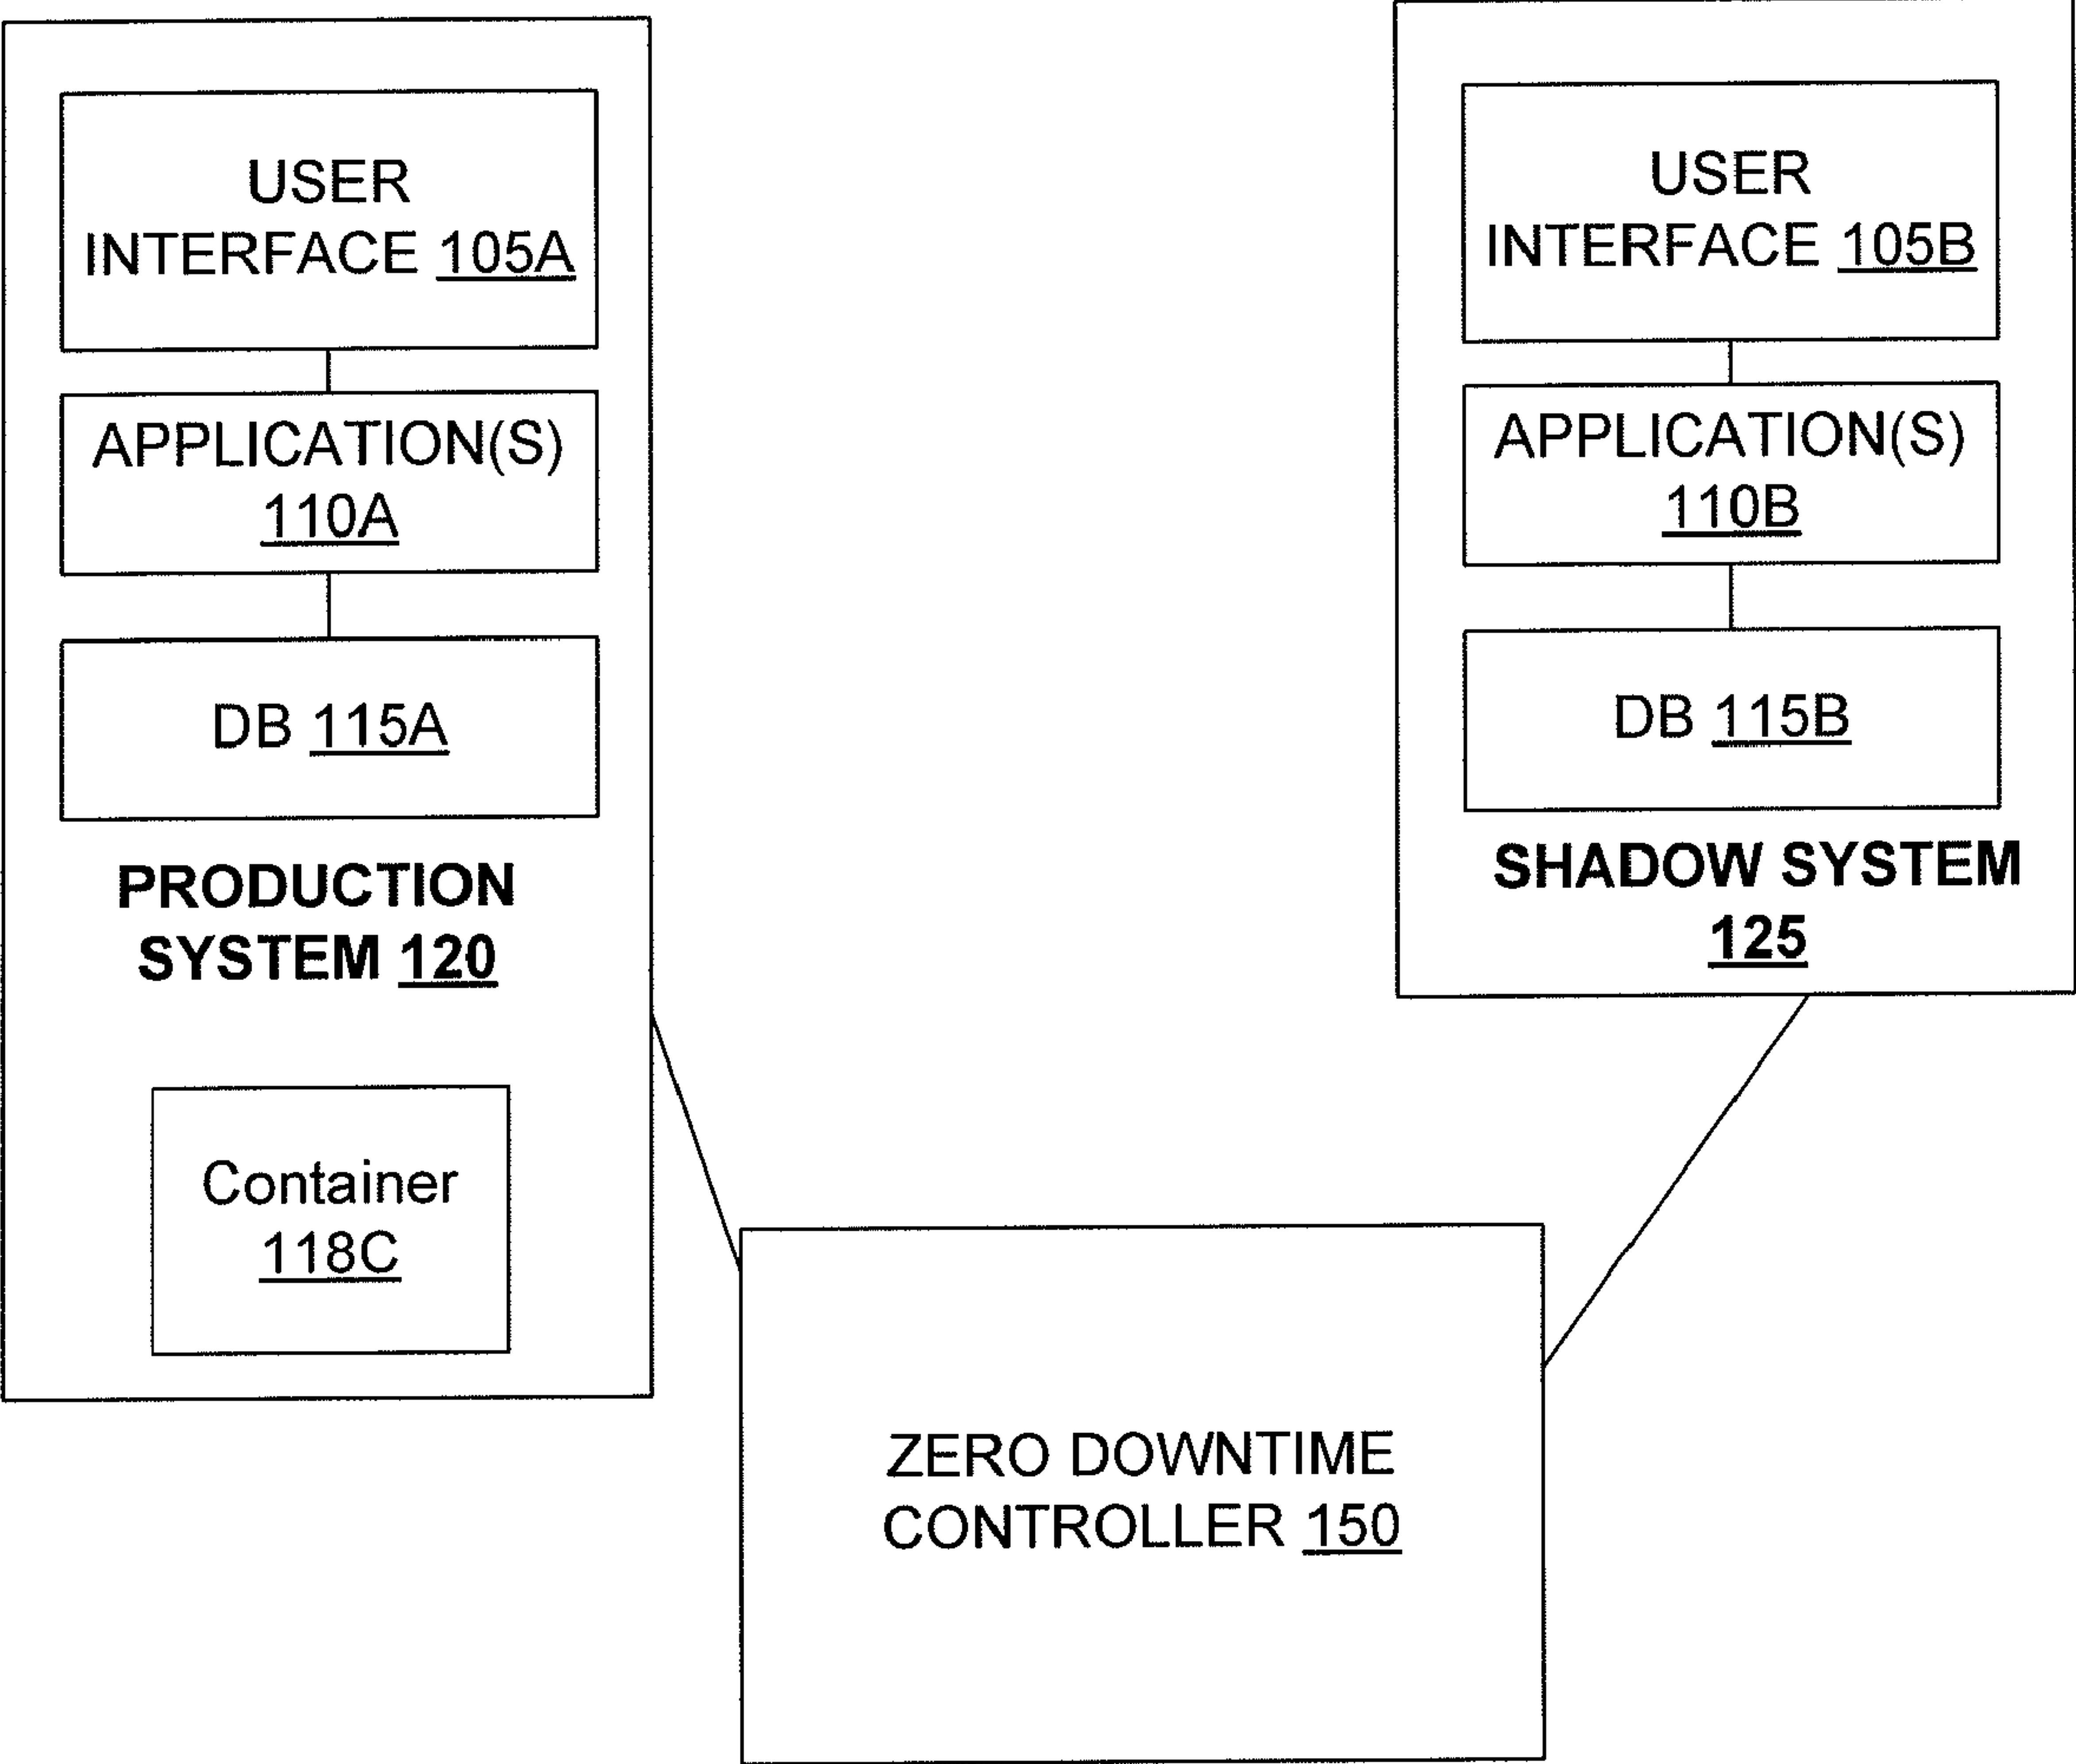 USER
INTERFACE 105A
APPLICATION(S)
110A
DB 115A
PRODUCTION
SYSTEM 120
Container
118C
USER
INTERFACE 105B
APPLICATION(S)
110B
DB 115B
SHADOW SYSTEM
125
ZERO DOWNTIME
CONTROLLER 150